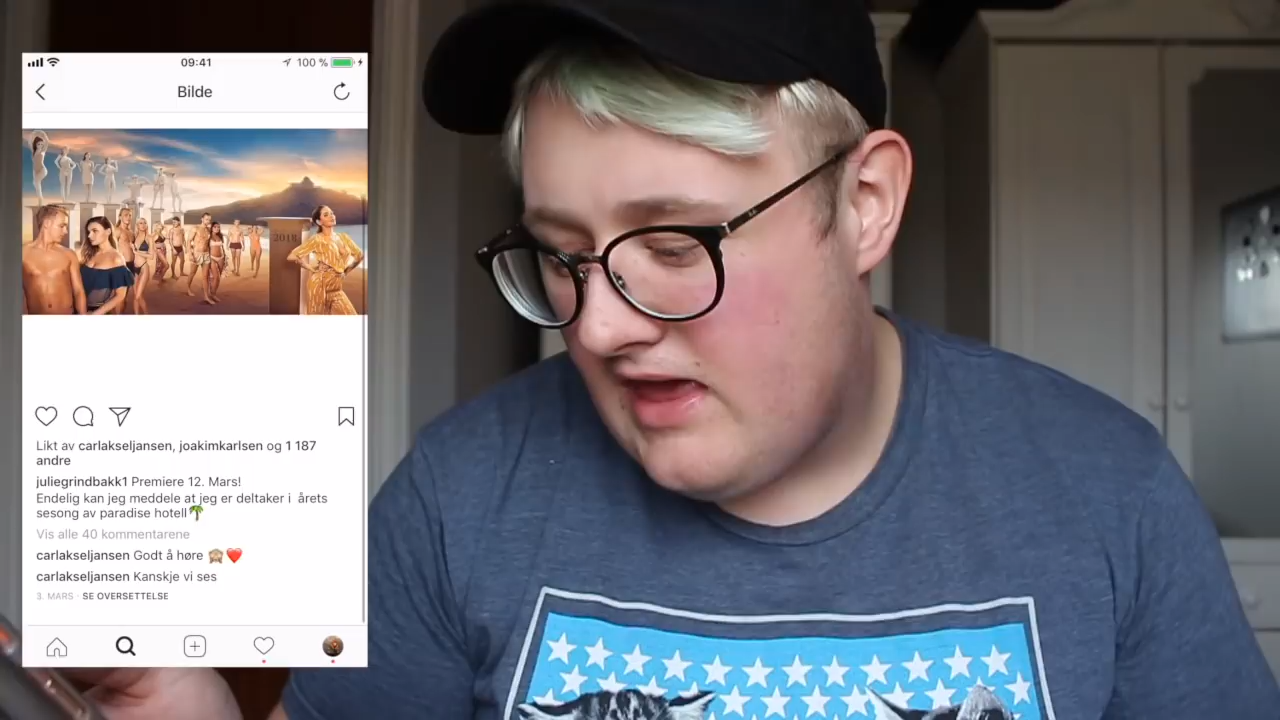 09:41
100 %
Bilde
2018
Likt av carlakseljansen, joakimkarlsen og 1 187
andre
juliegrindbakk1 Premiere 12. Mars!
Endelig kan jeg meddele at jeg er deltaker i årets
sesong av paradise hotell🌴
Vis alle 40 kommentarene
carlakseljansen Godt å høre 🙈❤️
carlakseljansen Kanskje vi ses
3. MARS · SE OVERSETTELSE